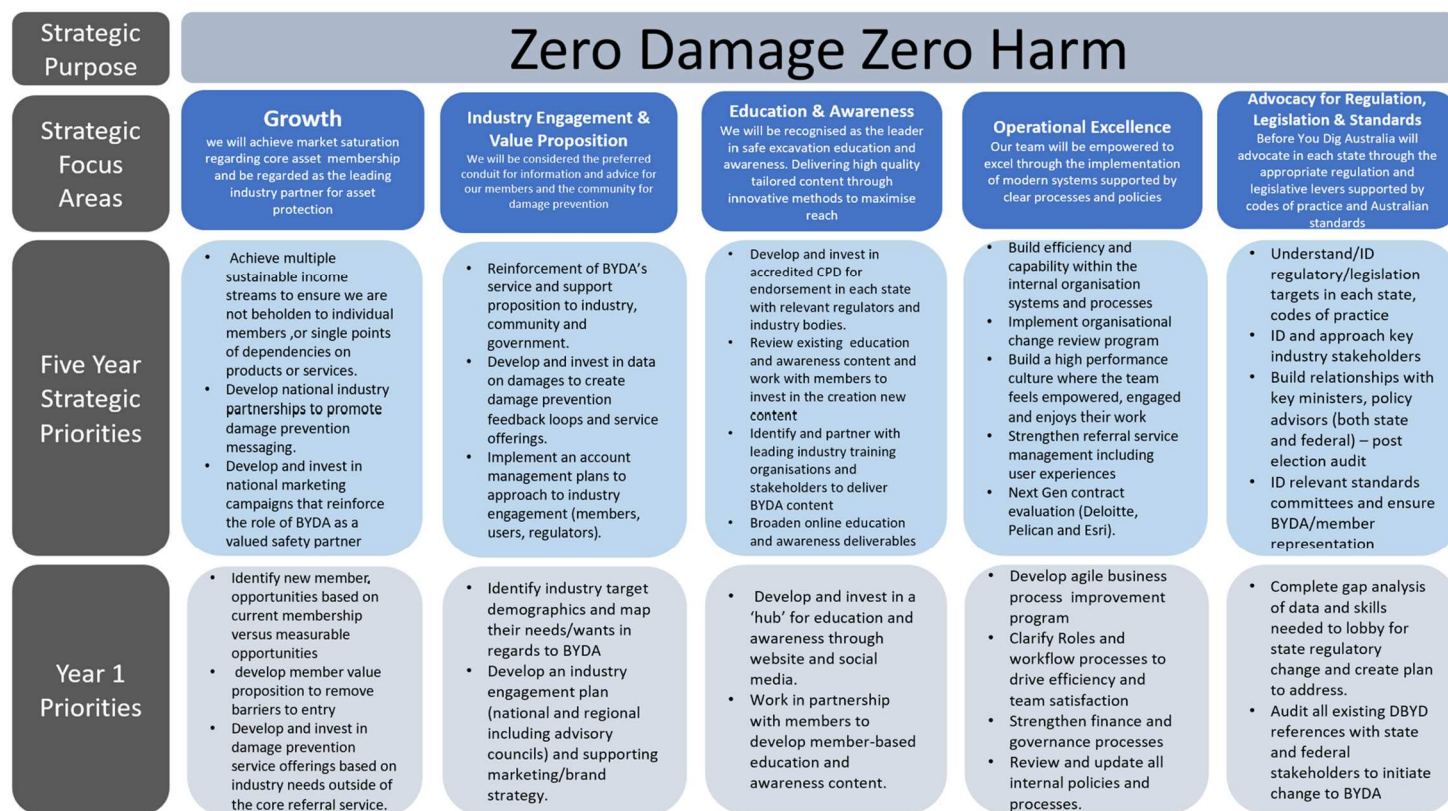 Strategic
Purpose
Zero Damage Zero Harm
Strategic
Focus
Areas
Growth
we will achieve market saturation
regarding core asset membership
and be regarded as the leading
industry partner for asset
protection
Industry Engagement &
Value Proposition
We will be considered the preferred
conduit for information and advice for
our members and the community for
damage prevention
Education & Awareness
We will be recognised as the leader
in safe excavation education and
awareness. Delivering high quality
tailored content through
innovative methods to maximise
reach
Operational Excellence
Our team will be empowered to
excel through the implementation
of modern systems supported by
clear processes and policies
Advocacy for Regulation,
Legislation & Standards
Before You Dig Australia will
advocate in each state through the
appropriate regulation and
legislative levers supported by
codes of practice and Australian
standards
Five Year
Strategic
Priorities
• Achieve multiple
sustainable income
streams to ensure we are
not beholden to individual
members ,or single points
of dependencies on
products or services.
• Develop national industry
partnerships to promote
damage prevention
messaging.
• Develop and invest in
national marketing
campaigns that reinforce
the role of BYDA as a
valued safety partner
• Reinforcement of BYDA's
service and support
proposition to industry,
community and
government.
• Develop and invest in data
on damages to create
damage prevention
feedback loops and service
offerings.
• Implement an account
management plans to
approach to industry
engagement (members,
users, regulators).
• Develop and invest in
accredited CPD for
endorsement in each state
with relevant regulators and
industry bodies.
• Review existing education
and awareness content and
work with members to
invest in the creation new
content
• Identify and partner with
leading industry training
organisations and
stakeholders to deliver
BYDA content
• Broaden online education
and awareness deliverables
• Build efficiency and
capability within the
internal organisation
systems and processes
• Implement organisational
change review program
• Build a high performance
culture where the team
feels empowered, engaged
and enjoys their work
• Strengthen referral service
management including
user experiences
• Next Gen contract
evaluation (Deloitte,
Pelican and Esri).
• Understand/ID
regulatory/legislation
targets in each state,
codes of practice
• ID and approach key
industry stakeholders
• Build relationships with
key ministers, policy
advisors (both state
and federal) – post
election audit
• ID relevant standards
committees and ensure
BYDA/member
representation
Year 1
Priorities
• Identify new member,
opportunities based on
current membership
versus measurable
opportunities
• develop member value
proposition to remove
barriers to entry
• Develop and invest in
damage prevention
service offerings based on
industry needs outside of
the core referral service.
• Identify industry target
demographics and map
their needs/wants in
regards to BYDA
• Develop an industry
engagement plan
(national and regional
including advisory
councils) and supporting
marketing/brand
strategy.
• Develop and invest in a
‘hub’ for education and
awareness through
website and social
media.
• Work in partnership
with members to
develop member-based
education and
awareness content.
• Develop agile business
process improvement
program
• Clarify Roles and
workflow processes to
drive efficiency and
team satisfaction
• Strengthen finance and
governance processes
• Review and update all
internal policies and
processes.
• Complete gap analysis
of data and skills
needed to lobby for
state regulatory
change and create plan
to address.
• Audit all existing DBYD
references with state
and federal
stakeholders to initiate
change to BYDA